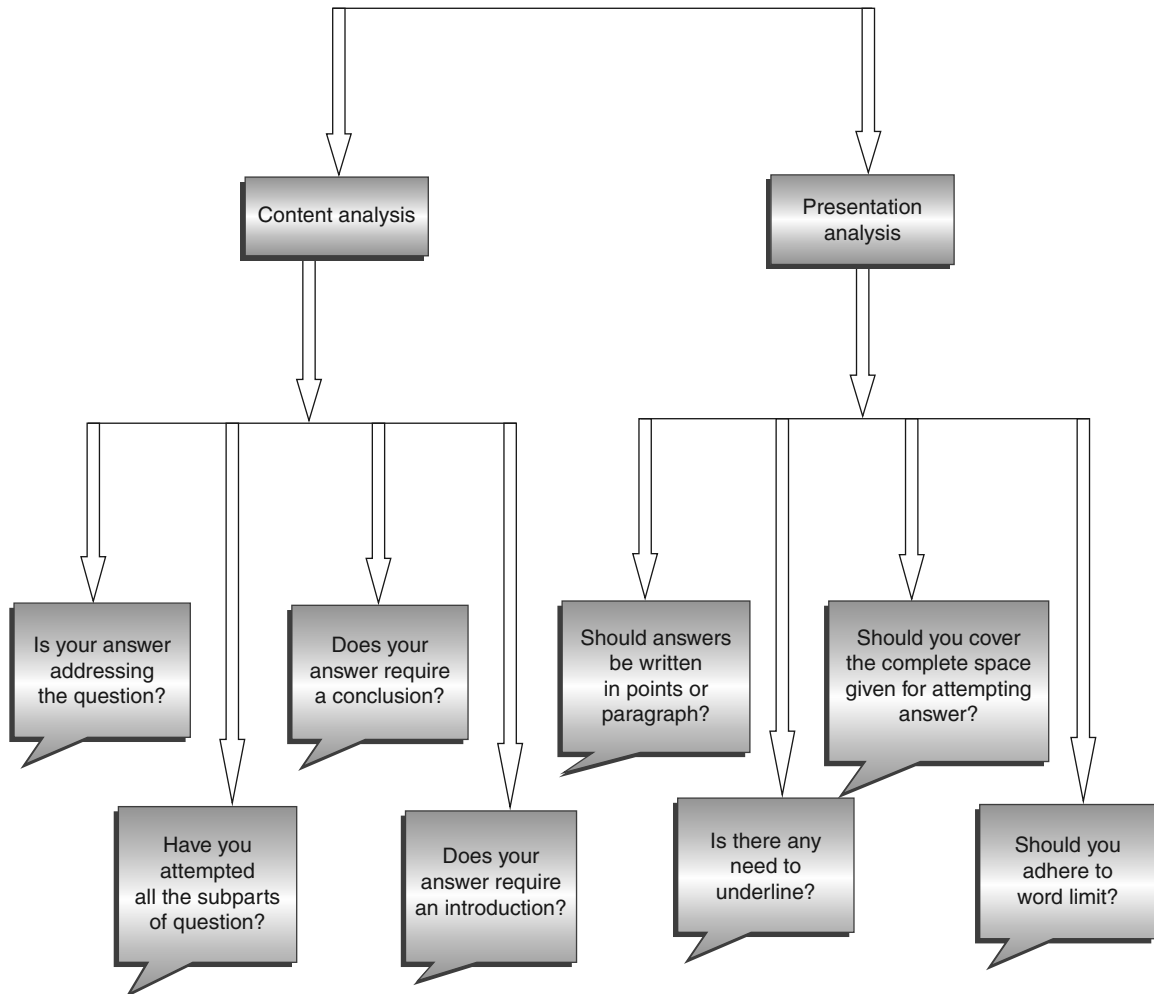 Content analysis
Presentation
analysis
Is your answer
addressing
the question?
Does your
answer require
a conclusion?
Should answers
be written
in points or
paragraph?
Should you cover
the complete space
given for attempting
answer?
Have you
attempted
all the subparts
of question?
Does your
answer require
an introduction?
Is there any
need to
underline?
Should you
adhere to
word limit?